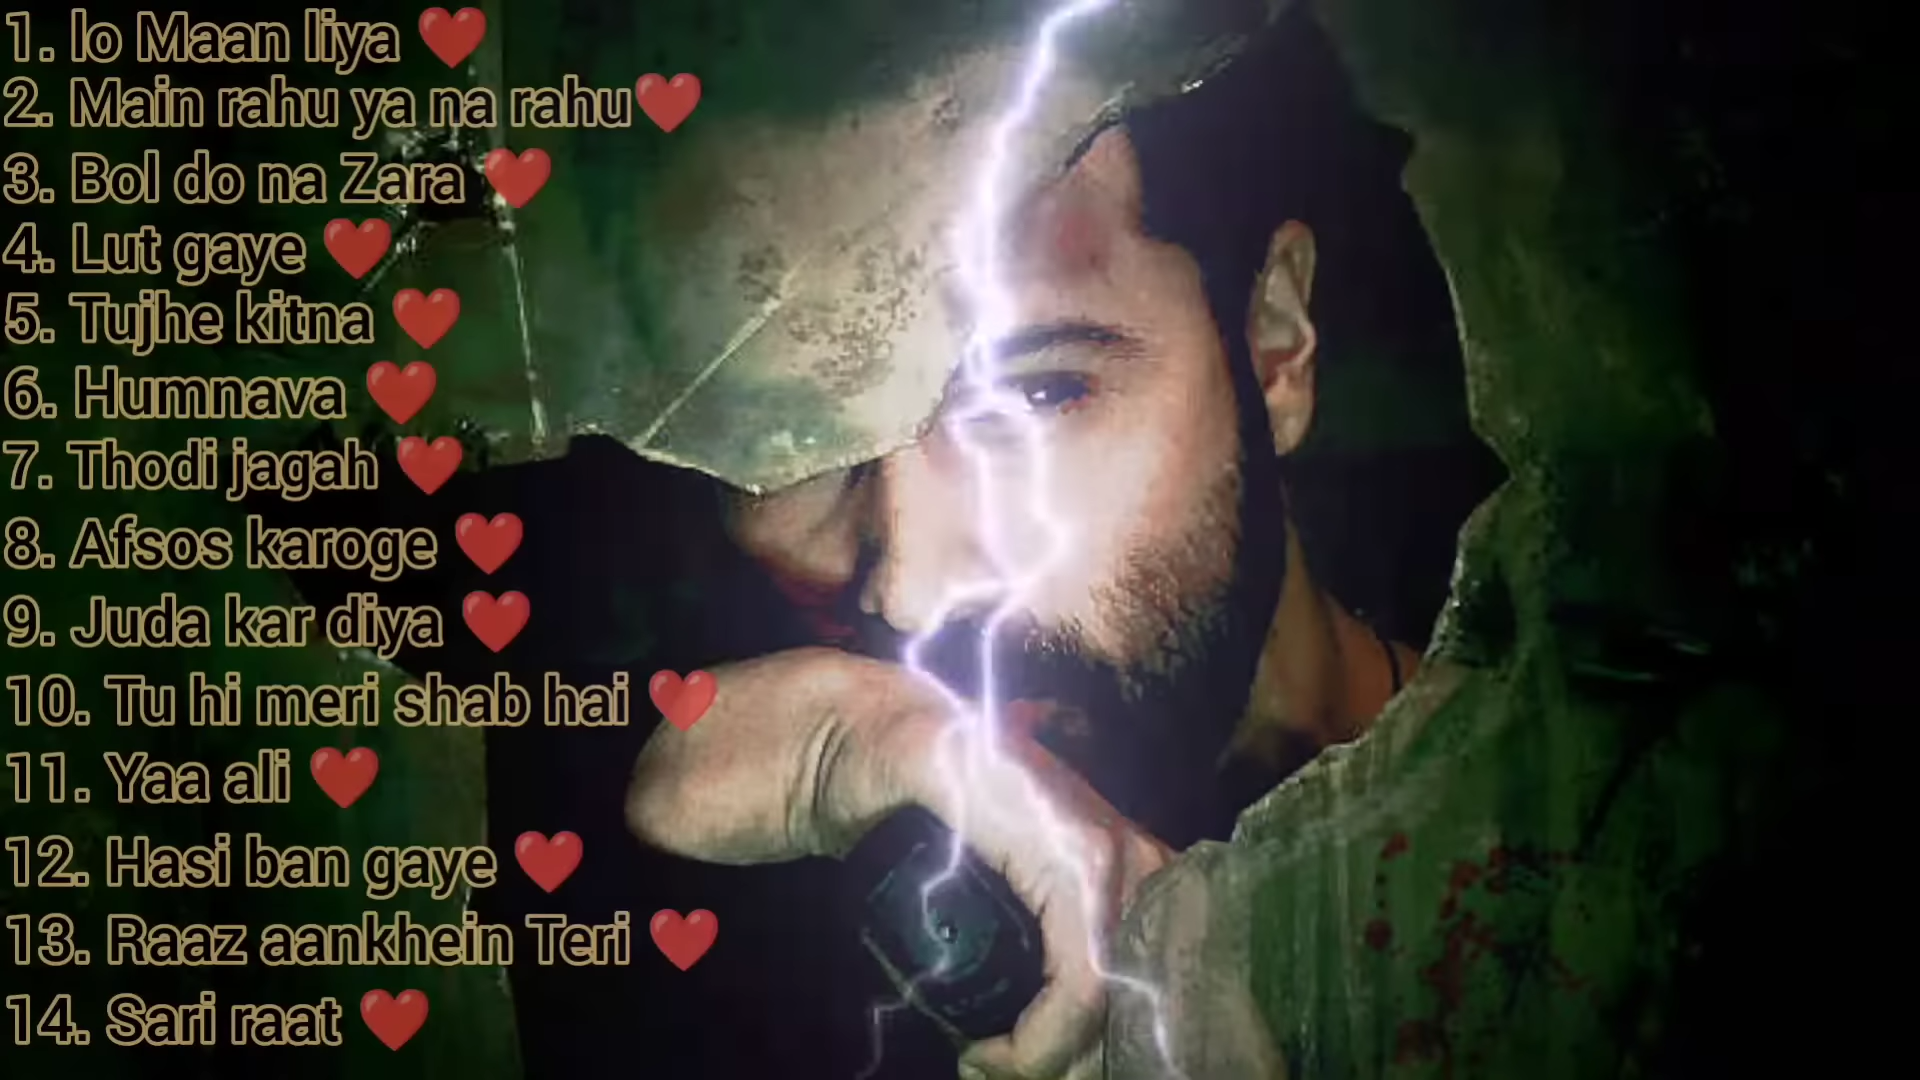 1. lo Maan liya ❤️
2. Main rahu ya na rahu❤️
3. Bol do na Zara ❤️
4. Lut gaye ❤️
5. Tujhe kitna ❤️
6. Humnava ❤️
7. Thodi jagah ❤️
8. Afsos karoge ❤️
9. Juda kar diya ❤️
10. Tu hi meri shab hai ❤️
11. Yaa ali ❤️
12. Hasi ban gaye ❤️
13. Raaz aankhein Teri ❤️
14. Sari raat ❤️